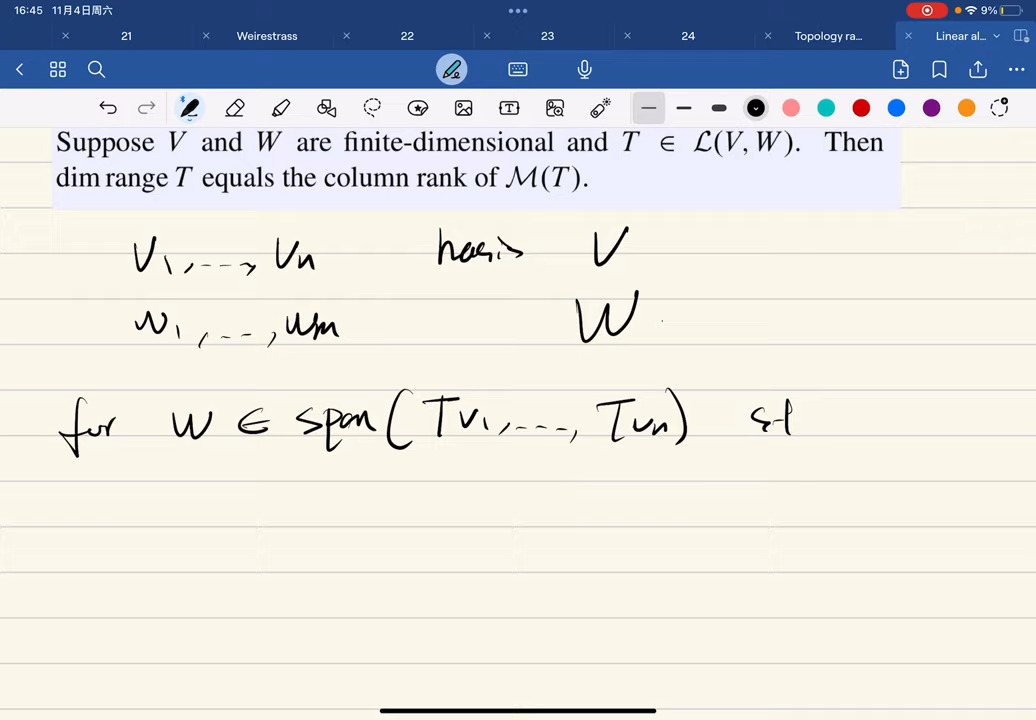 16:45 11月4日周六
9%
21 Weirestrass 22 23 24 Topology ra... Linear al...
Suppose V and W are finite-dimensional and T ∈ ℒ(V, W). Then
dim range T equals the column rank of ℳ(T).
V₁, ..., Vn basis V
w₁, ..., wm W
for w ∈ span(Tv₁, ..., Tvn) st